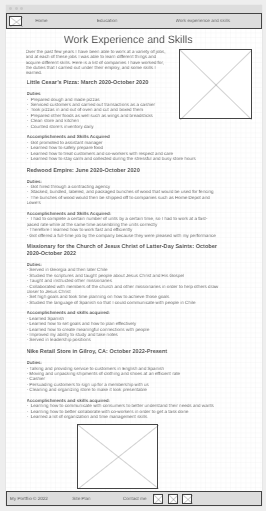 Home Education Work experience and skills
Work Experience and Skills
Over the past few years I have been able to work at a variety of jobs,
and at each of these jobs I was able to learn different things and
acquire different skills. Here is a list of companies I have worked for,
the duties that I carried out under their employ, and some skills I
learned.
Little Cesar's Pizza: March 2020-October 2020
Duties:
- Prepared dough and made pizzas
- Serviced customers and carried out transactions as a cashier
- Took pizzas in and out of oven and cut and boxed them
- Prepared other foods as well such as wings and breadsticks
- Clean store and kitchen
- Counted store's inventory daily
Accomplishments and Skills Acquired
- Got promoted to assistant manager
- Learned how to safely prepare food
- Learned how to treat customers and co-workers with respect and care
- Learned how to stay calm and collected during the stressful and busy store hours
Redwood Empire: June 2020-October 2020
Duties:
- Got hired through a contracting agency
- Stacked, bundled, labeled, and packaged bunches of wood that would be used for fencing
- The bunches of wood would then be shipped off to companies such as Home Depot and
Lowe's
Accomplishments and Skills Acquired:
- I had to complete a certain number of units by a certain time, so I had to work at a fast
paced rate while at the same time assembling the units correctly
- Therefore I learned how to work fast and efficiently
- Got offered a full time job by the company because they were pleased with my performance
Missionary for the Church of Jesus Christ of Latter-Day Saints: October
2020-October 2022
Duties:
- Served in Georgia and then later Chile
- Studied the scriptures and taught people about Jesus Christ and His Gospel
- Taught and instructed other missionaries
- Collaborated with members of the church and other missionaries in order to help others draw
closer to Jesus Christ
- Set high goals and took time planning on how to achieve those goals
- Studied the language of Spanish so that I could communicate with people in Chile
Accomplishments and skills acquired:
- Learned Spanish
- Learned how to set goals and how to plan effectively
- Learned how to create meaningful connections with people
- Improved my ability to study and take notes
- Served in leadership positions
Nike Retail Store in Gilroy, CA: October 2022-Present
Duties:
- Talking and providing service to customers in English and Spanish
- Moving and unpacking shipments of clothing and shoes at an efficient rate
- Cashier
- Persuading customers to sign up for a membership with us
- Cleaning and organizing store to make it look presentable
Accomplishments and skills acquired:
- Learned how to communicate with consumers to better understand their needs and wants
- Learned how to better collaborate with co-workers in order to get a task done
- Learned a lot of organization and time management skills
My Portfolio © 2023 Site Plan Contact me